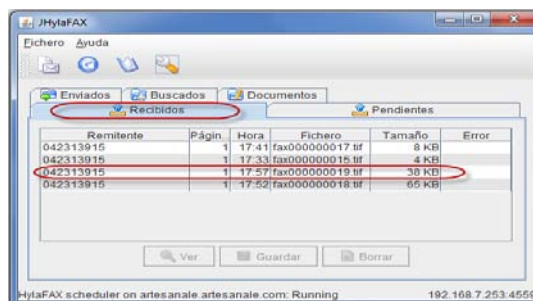 JHylaFAX
Fichero Ayuda
Enviados Buscados Documentos
Recibidos Pendientes
Remitente Págin... Hora Fichero Tamaño Error
042313915 1 17:41 fax000000017.tif 8 KB
042313915 1 17:33 fax000000015.tif 4 KB
042313915 1 17:57 fax000000019.tif 38 KB
042313915 1 17:52 fax000000018.tif 65 KB
Ver Guardar Borrar
HylaFAX scheduler on artesanale.artesanale.com: Running 192.168.7.253:4559